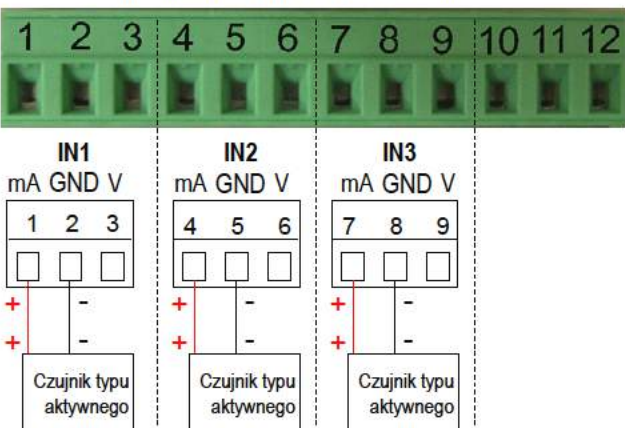 1 2 3 4 5 6 7 8 9 10 11 12
IN1 IN2 IN3
mA GND V mA GND V mA GND V
1 2 3 4 5 6 7 8 9
+ - + - + -
+ - + - + -
Czujnik typu Czujnik typu Czujnik typu
aktywnego aktywnego aktywnego